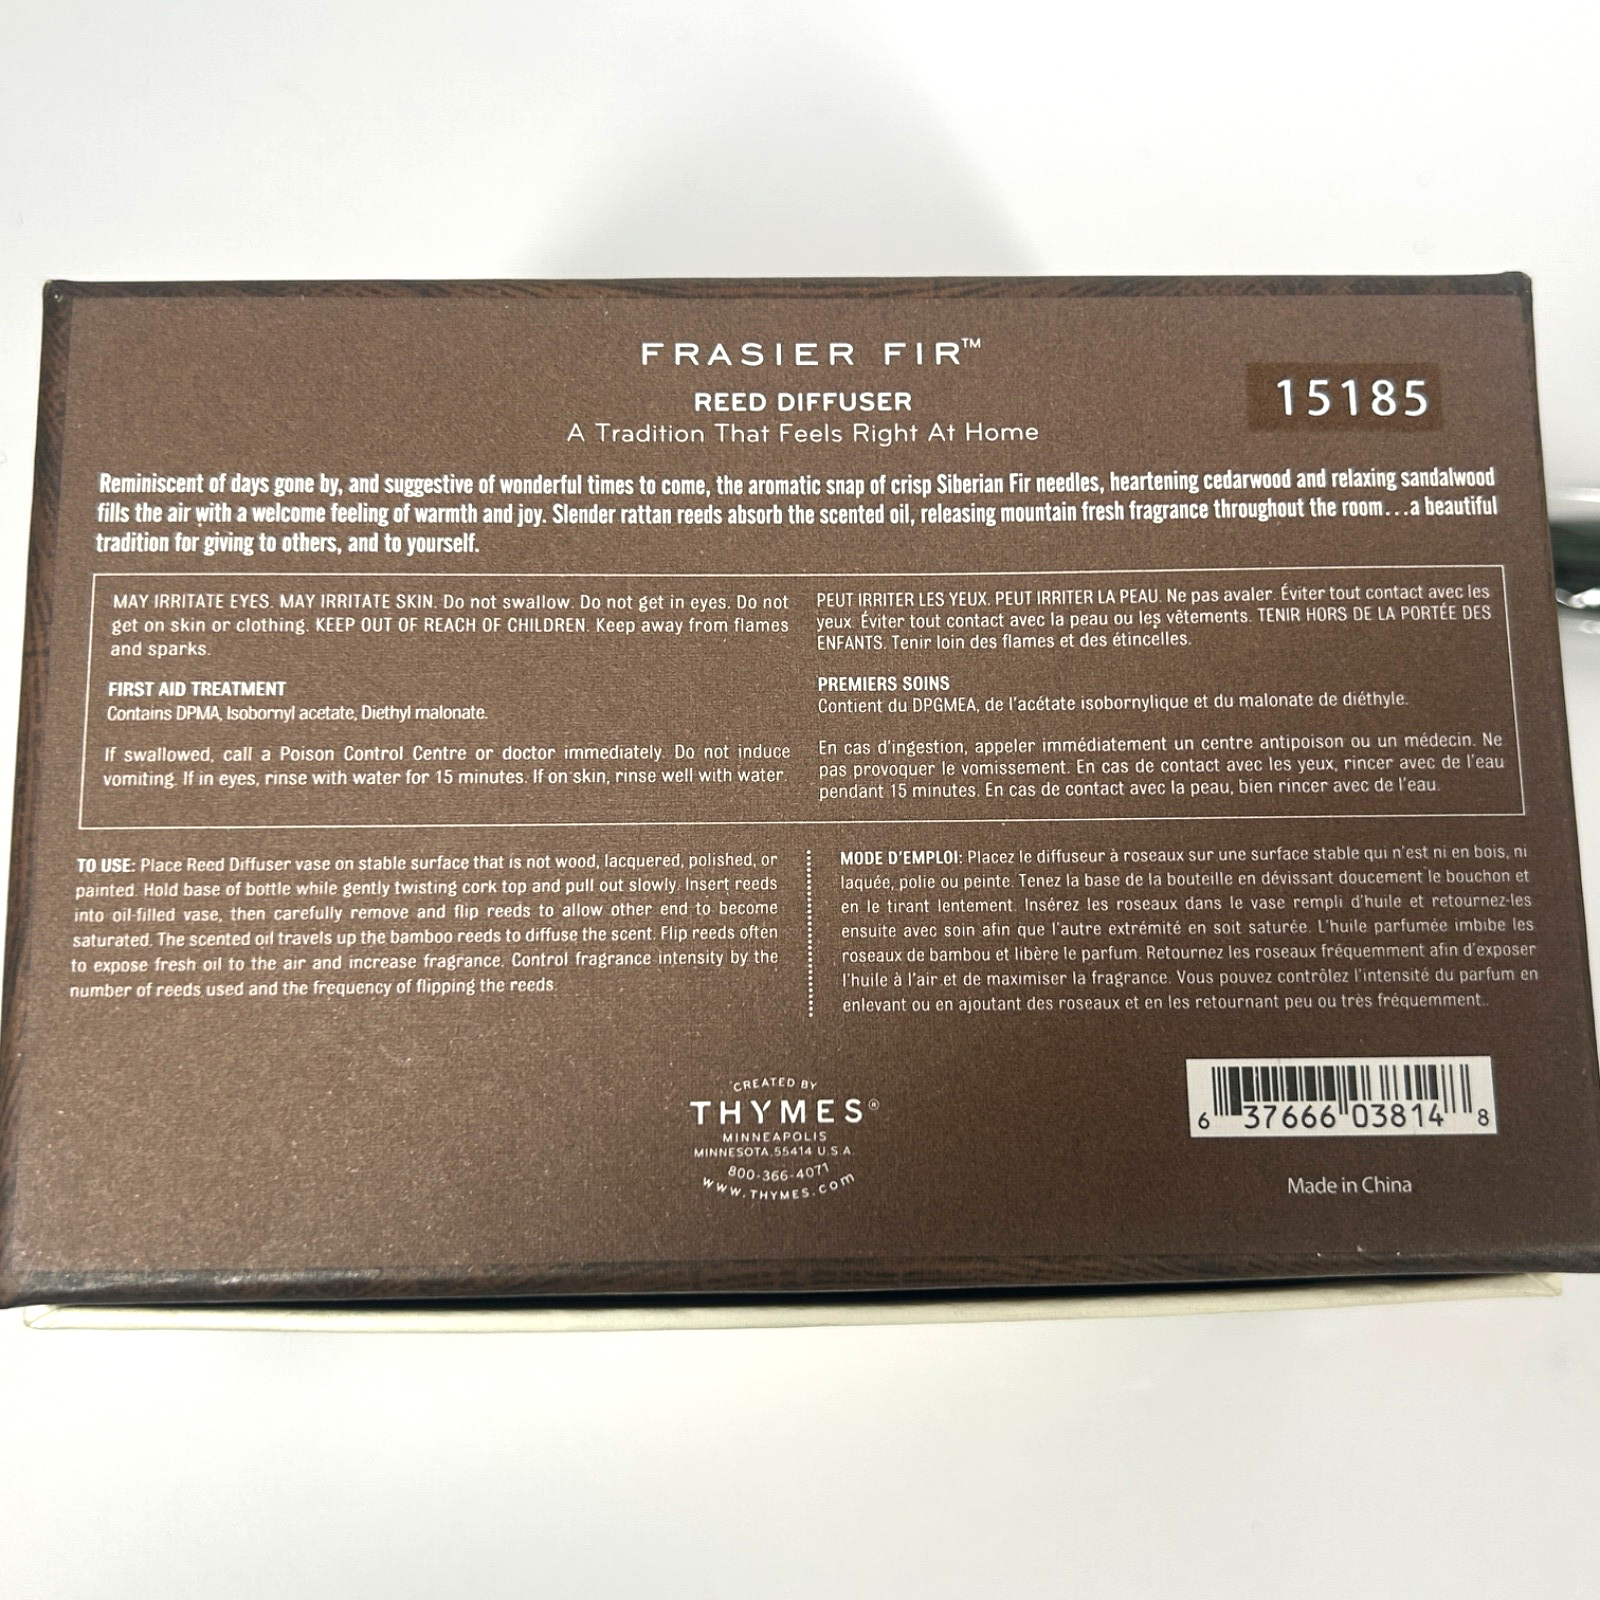 FRASIER FIR™
REED DIFFUSER
A Tradition That Feels Right At Home
15185
Reminiscent of days gone by, and suggestive of wonderful times to come, the aromatic snap of crisp Siberian Fir needles, heartening cedarwood and relaxing sandalwood
fills the air with a welcome feeling of warmth and joy. Slender rattan reeds absorb the scented oil, releasing mountain fresh fragrance throughout the room...a beautiful
tradition for giving to others, and to yourself.
MAY IRRITATE EYES. MAY IRRITATE SKIN. Do not swallow. Do not get in eyes. Do not
get on skin or clothing. KEEP OUT OF REACH OF CHILDREN. Keep away from flames
and sparks.
FIRST AID TREATMENT
Contains DPMA, Isobornyl acetate, Diethyl malonate.
If swallowed, call a Poison Control Centre or doctor immediately. Do not induce
vomiting. If in eyes, rinse with water for 15 minutes. If on skin, rinse well with water.
PEUT IRRITER LES YEUX. PEUT IRRITER LA PEAU. Ne pas avaler. Éviter tout contact avec les
yeux. Éviter tout contact avec la peau ou les vêtements. TENIR HORS DE LA PORTÉE DES
ENFANTS. Tenir loin des flames et des étincelles.
PREMIERS SOINS
Contient du DPGMEA, de l'acétate isobornylique et du malonate de diéthyle.
En cas d'ingestion, appeler immédiatement un centre antipoison ou un médecin. Ne
pas provoquer le vomissement. En cas de contact avec les yeux, rincer avec de l'eau
pendant 15 minutes. En cas de contact avec la peau, bien rincer avec de l'eau.
TO USE: Place Reed Diffuser vase on stable surface that is not wood, lacquered, polished, or
painted. Hold base of bottle while gently twisting cork top and pull out slowly. Insert reeds
into oil-filled vase, then carefully remove and flip reeds to allow other end to become
saturated. The scented oil travels up the bamboo reeds to diffuse the scent. Flip reeds often
to expose fresh oil to the air and increase fragrance. Control fragrance intensity by the
number of reeds used and the frequency of flipping the reeds.
MODE D'EMPLOI: Placez le diffuseur à roseaux sur une surface stable qui n'est ni en bois, ni
laquée, polie ou peinte. Tenez la base de la bouteille en dévissant doucement le bouchon et
en le tirant lentement. Insérez les roseaux dans le vase rempli d'huile et retournez-les
ensuite avec soin afin que l'autre extrémité en soit saturée. L'huile parfumée imbibe les
roseaux de bambou et libère le parfum. Retournez les roseaux fréquemment afin d'exposer
l'huile à l'air et de maximiser la fragrance. Vous pouvez contrôlez l'intensité du parfum en
enlevant ou en ajoutant des roseaux et en les retournant peu ou très fréquemment..
CREATED BY
THYMES®
MINNEAPOLIS
MINNESOTA.55414 U.S.A.
800-366-4071
www.THYMES.com
6 37666 03814 8
Made in China